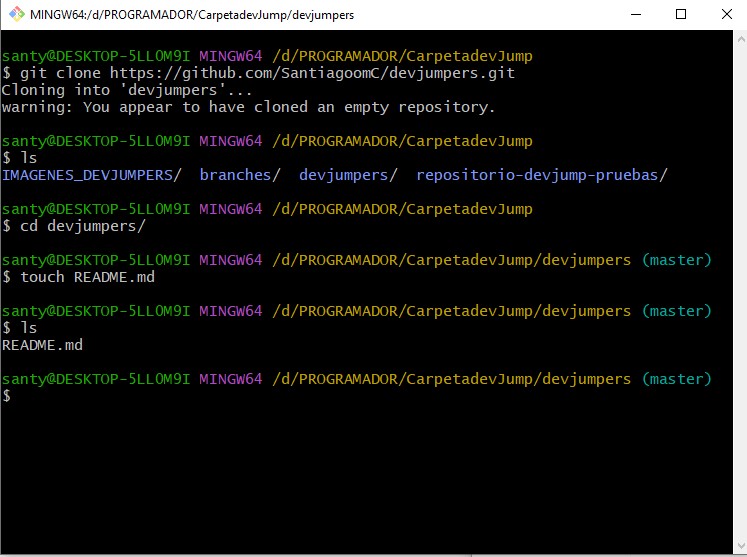 MINGW64:/d/PROGRAMADOR/CarpetadevJump/devjumpers
santy@DESKTOP-5LLOM9I MINGW64 /d/PROGRAMADOR/CarpetadevJump
$ git clone https://github.com/SantiagoomC/devjumpers.git
Cloning into 'devjumpers'...
warning: You appear to have cloned an empty repository.
santy@DESKTOP-5LLOM9I MINGW64 /d/PROGRAMADOR/CarpetadevJump
$ ls
IMAGENES_DEVJUMPERS/  branches/  devjumpers/  repositorio-devjump-pruebas/
santy@DESKTOP-5LLOM9I MINGW64 /d/PROGRAMADOR/CarpetadevJump
$ cd devjumpers/
santy@DESKTOP-5LLOM9I MINGW64 /d/PROGRAMADOR/CarpetadevJump/devjumpers (master)
$ touch README.md
santy@DESKTOP-5LLOM9I MINGW64 /d/PROGRAMADOR/CarpetadevJump/devjumpers (master)
$ ls
README.md
santy@DESKTOP-5LLOM9I MINGW64 /d/PROGRAMADOR/CarpetadevJump/devjumpers (master)
$